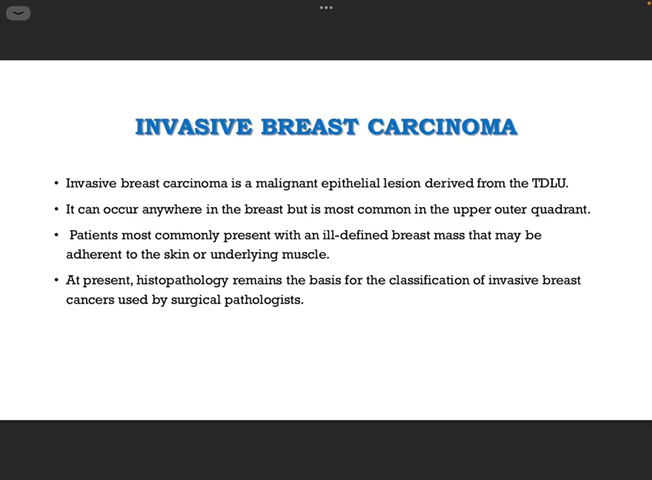 INVASIVE BREAST CARCINOMA
• Invasive breast carcinoma is a malignant epithelial lesion derived from the TDLU.
• It can occur anywhere in the breast but is most common in the upper outer quadrant.
• Patients most commonly present with an ill-defined breast mass that may be
adherent to the skin or underlying muscle.
• At present, histopathology remains the basis for the classification of invasive breast
cancers used by surgical pathologists.